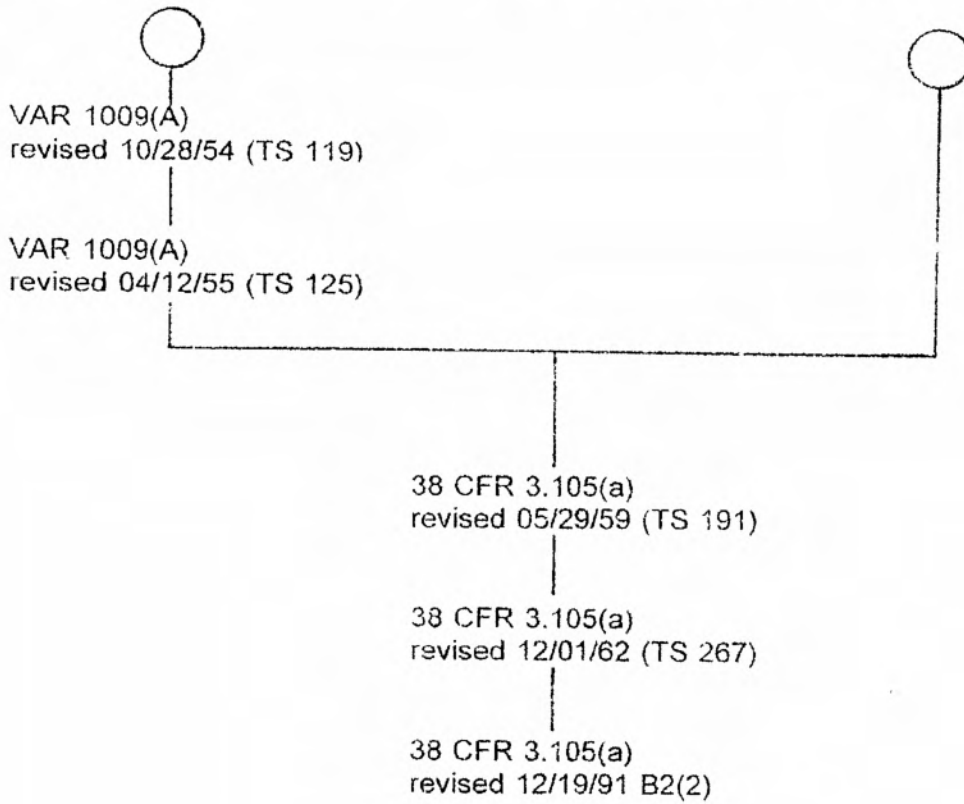 VAR 1009(A)
revised 10/28/54 (TS 119)
VAR 1009(A)
revised 04/12/55 (TS 125)
38 CFR 3.105(a)
revised 05/29/59 (TS 191)
38 CFR 3.105(a)
revised 12/01/62 (TS 267)
38 CFR 3.105(a)
revised 12/19/91 B2(2)